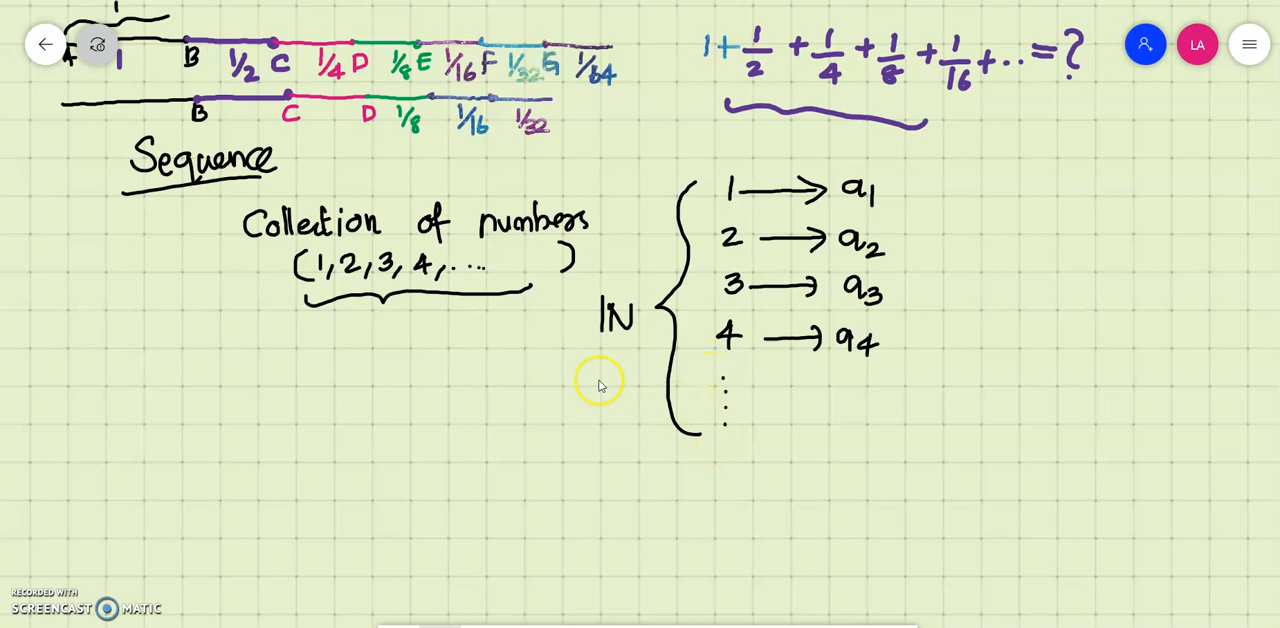 1
A 1 B 1/2 C 1/4 D 1/8 E 1/16 F 1/32 G 1/64
B C D 1/8 1/16 1/32
1 + 1/2 + 1/4 + 1/8 + 1/16 + .. = ?
LA
Sequence
Collection of numbers
(1, 2, 3, 4, .... )
IN
1 → a1
2 → a2
3 → a3
4 → a4
RECORDED WITH
SCREENCAST MATIC